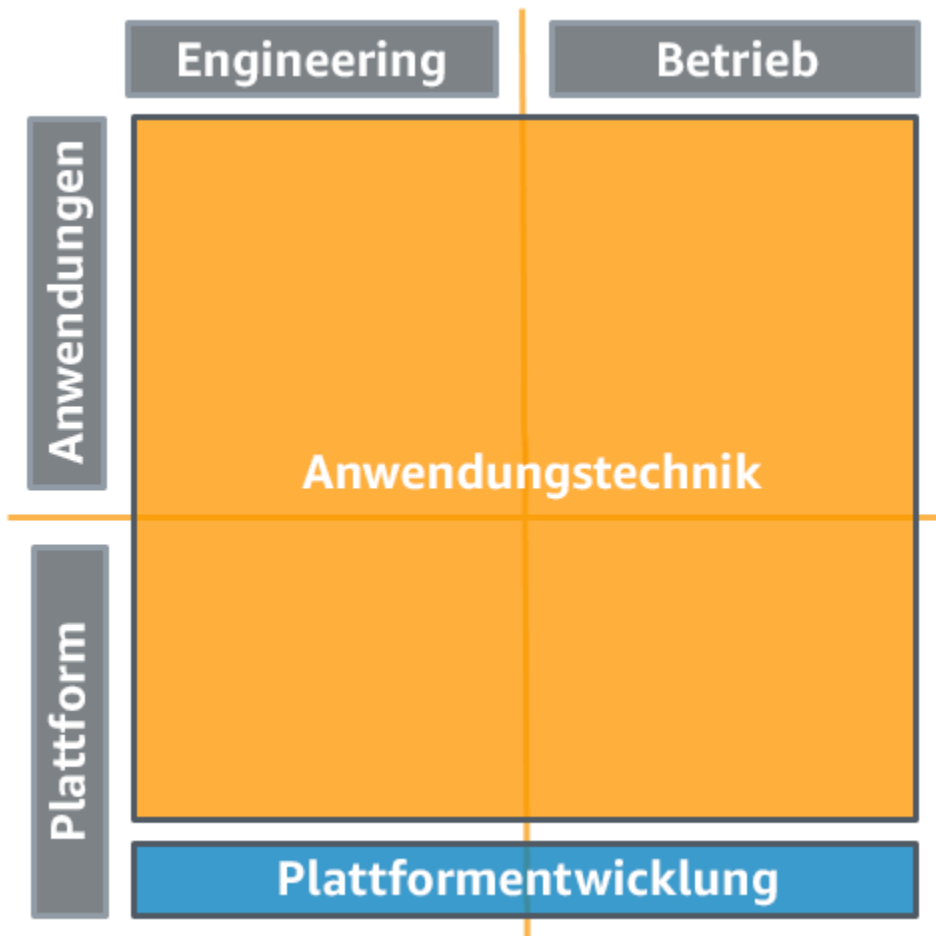 Engineering
Betrieb
Anwendungen
Anwendungstechnik
Plattform
Plattformentwicklung